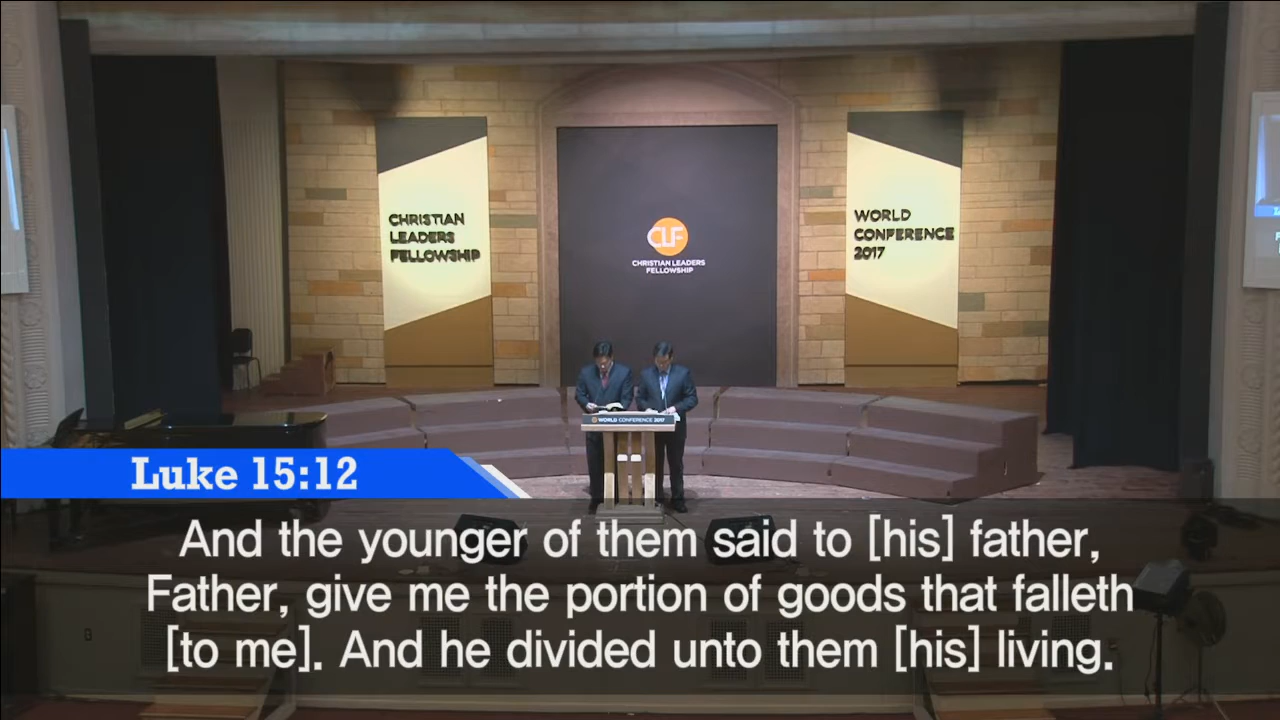 CHRISTIAN
LEADERS
FELLOWSHIP
CLF
CHRISTIAN LEADERS
FELLOWSHIP
WORLD
CONFERENCE
2017
WORLD CONFERENCE 2017
Luke 15:12
And the younger of them said to [his] father,
Father, give me the portion of goods that falleth
[to me]. And he divided unto them [his] living.